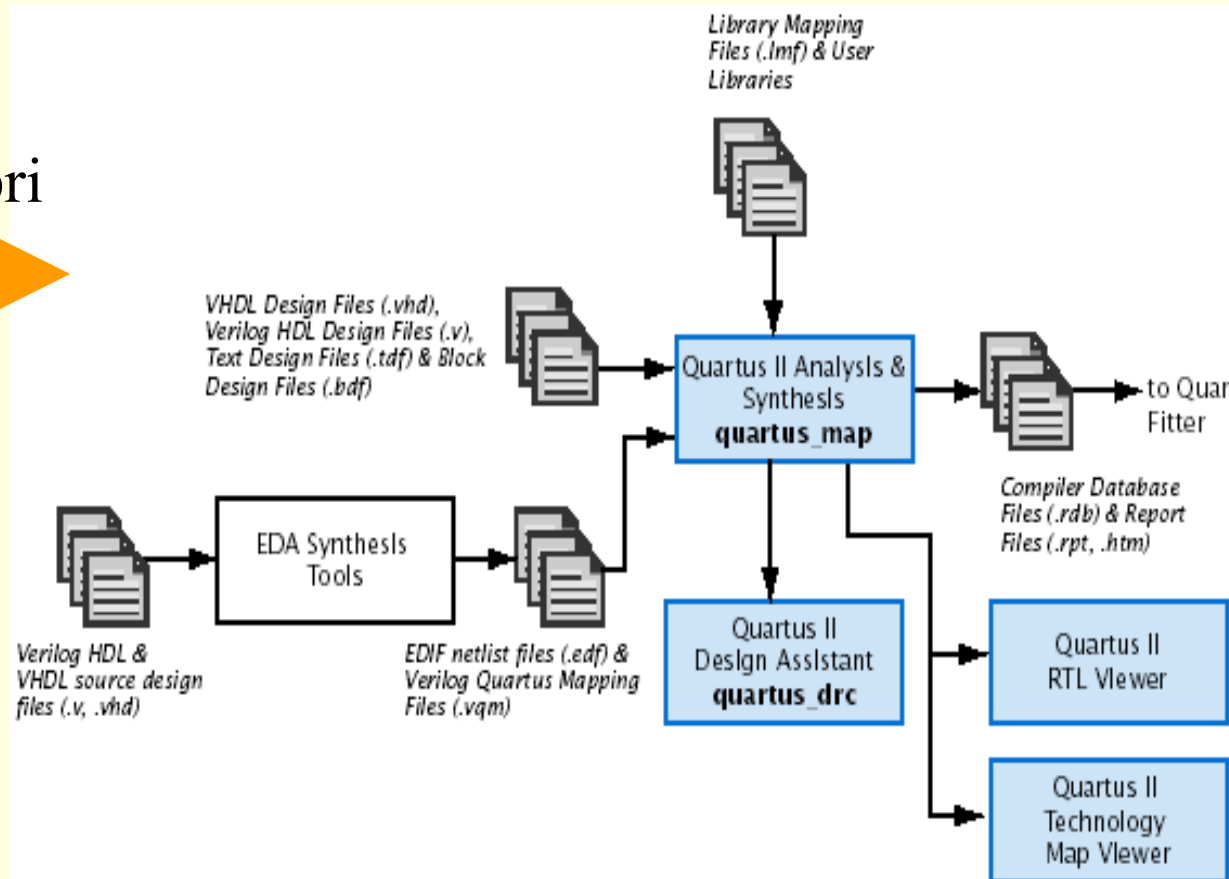 Library Mapping
Files (.lmf) & User
Libraries
ori
VHDL Design Files (.vhd),
Verilog HDL Design Files (.v),
Text Design Files (.tdf) & Block
Design Files (.bdf)
Quartus II Analysis &
Synthesis
quartus_map
to Quar
Fitter
Compiler Database
Files (.rdb) & Report
Files (.rpt, .htm)
EDA Synthesis
Tools
Verilog HDL &
VHDL source design
files (.v, .vhd)
EDIF netlist files (.edf) &
Verilog Quartus Mapping
Files (.vqm)
Quartus II
Design Assistant
quartus_drc
Quartus II
RTL Viewer
Quartus II
Technology
Map Viewer